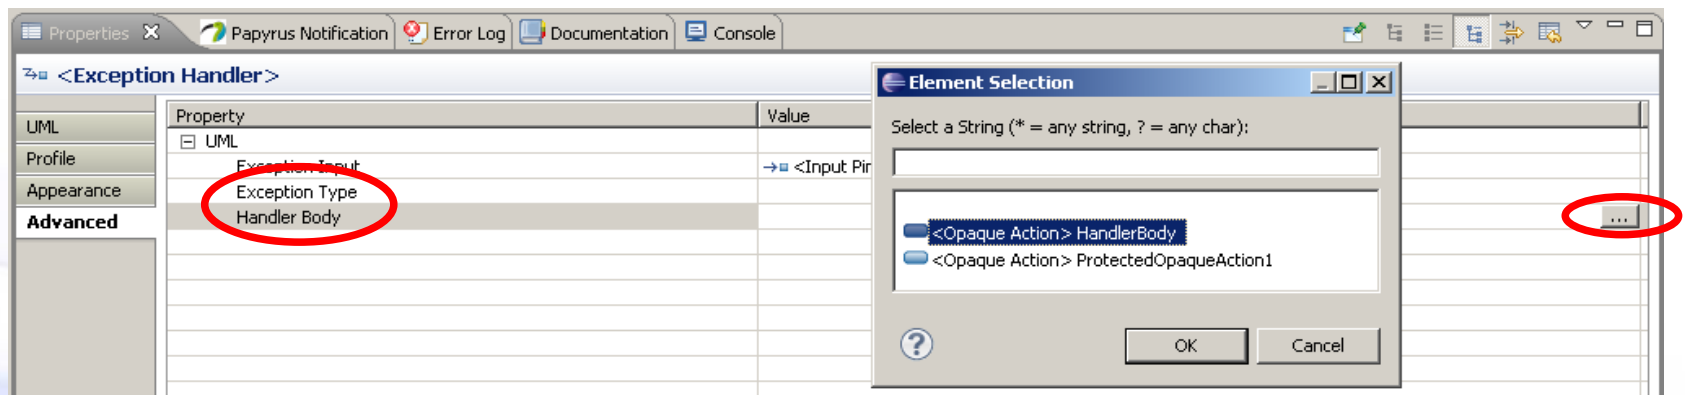 Properties Papyrus Notification Error Log Documentation Console
<Exception Handler>
Element Selection
UML
Profile
Appearance
Advanced
Property Value
UML
Exception Input <Input Pin
Exception Type
Handler Body
...
Select a String (* = any string, ? = any char):
<Opaque Action> HandlerBody
<Opaque Action> ProtectedOpaqueAction1
?
OK Cancel